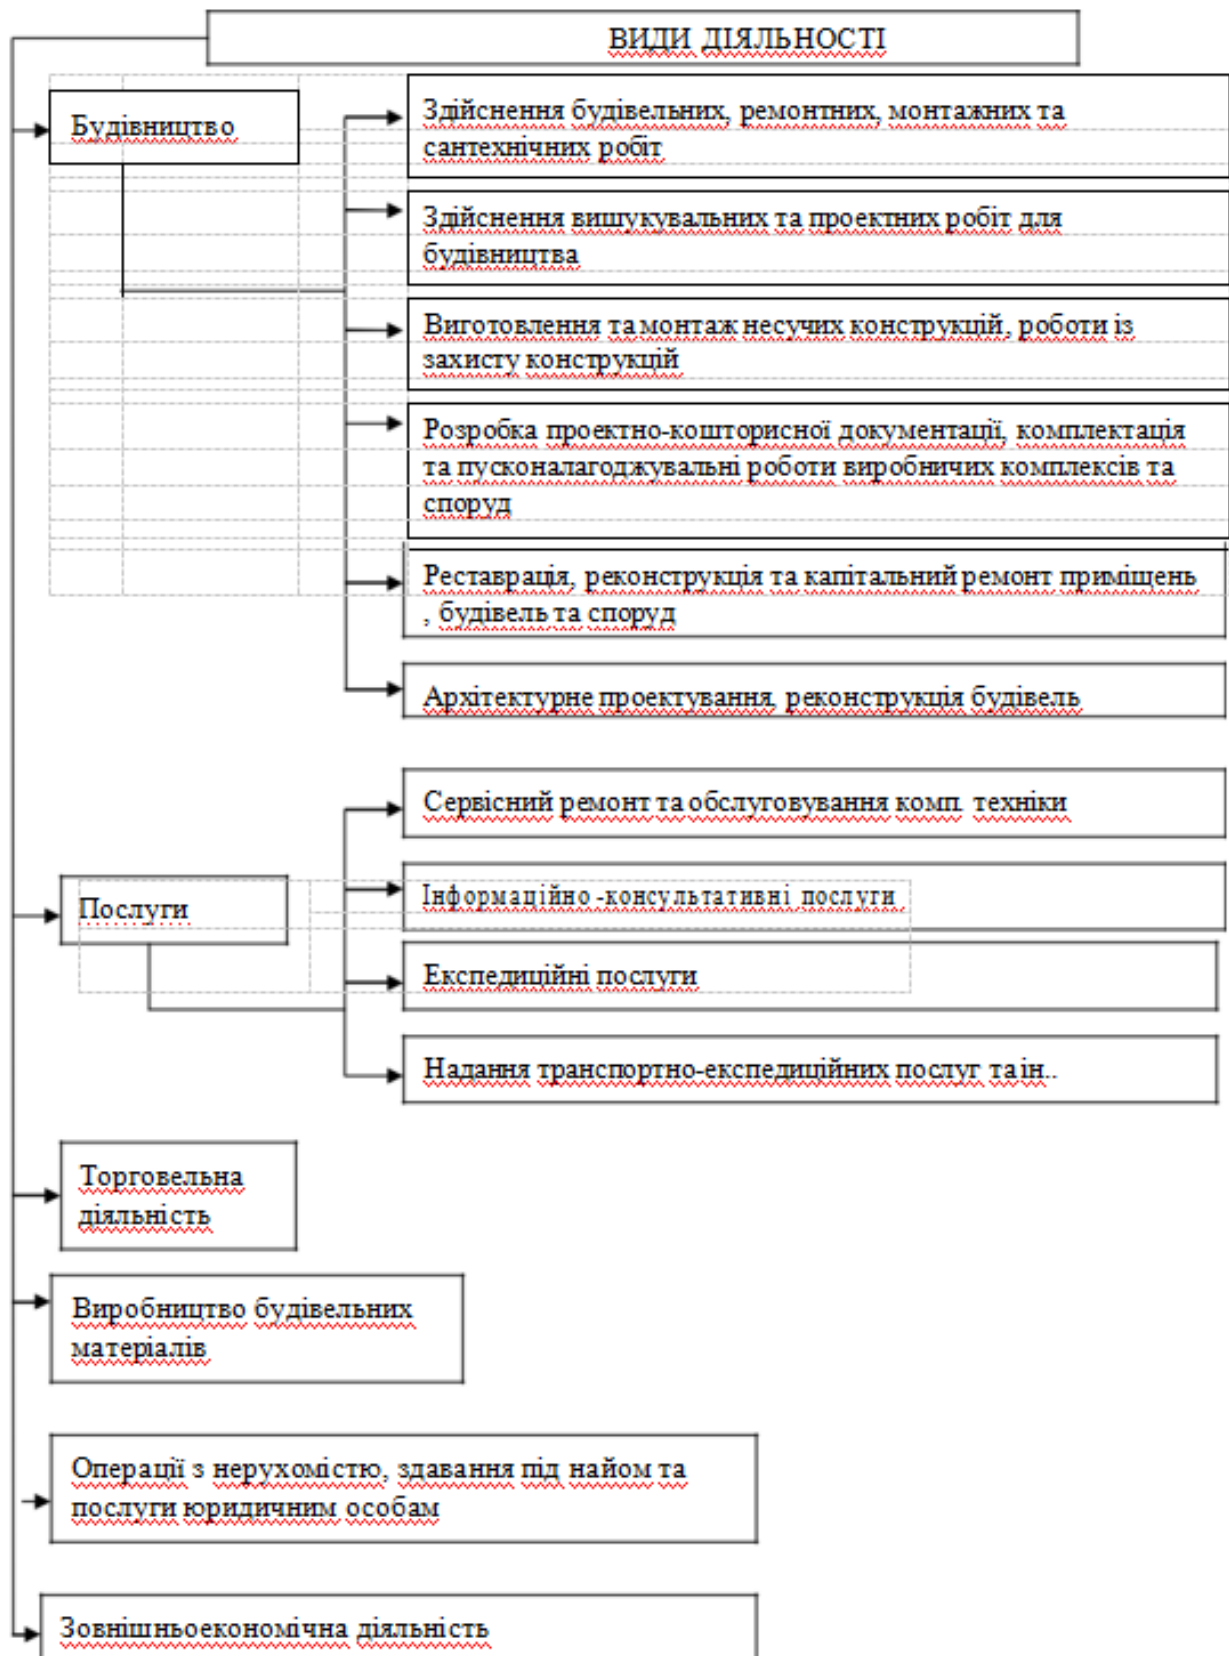 ВИДИ ДІЯЛЬНОСТІ
Будівництво
Здійснення будівельних, ремонтних, монтажних та
сантехнічних робіт
Здійснення вишукувальних та проектних робіт для
будівництва
Виготовлення та монтаж несучих конструкцій, роботи із
захисту конструкцій
Розробка проектно-кошторисної документації, комплектація
та пусконалагоджувальні роботи виробничих комплексів та
споруд
Реставрація, реконструкція та капітальний ремонт приміщень
, будівель та споруд
Архітектурне проектування, реконструкція будівель
Послуги
Сервісний ремонт та обслуговування комп. техніки
Інформаційно -консультативні послуги
Експедиційні послуги
Надання транспортно-експедиційних послуг та ін..
Торговельна
діяльність
Виробництво будівельних
матеріалів
Операції з нерухомістю, здавання під найом та
послуги юридичним особам
Зовнішньоекономічна діяльність